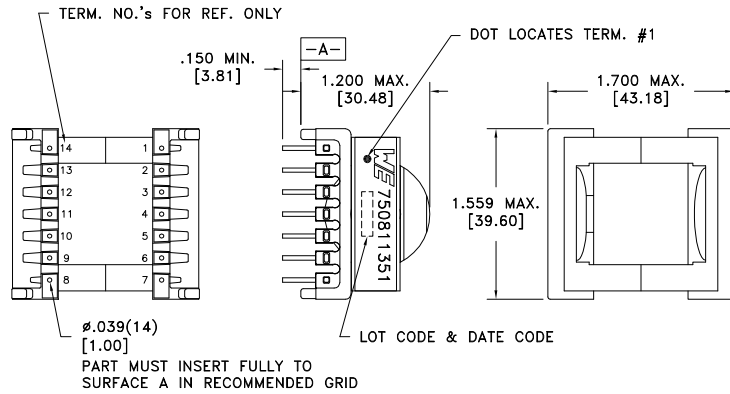 TERM. NO.'s FOR REF. ONLY
-A-
DOT LOCATES TERM. #1
.150 MIN.
[3.81]
1.200 MAX.
[30.48]
1.700 MAX.
[43.18]
14 1
13 2
12 3
11 4
10 5
9 6
8 7
WE 750811351
1.559 MAX.
[39.60]
ø.039(14)
[1.00]
LOT CODE & DATE CODE
PART MUST INSERT FULLY TO
SURFACE A IN RECOMMENDED GRID